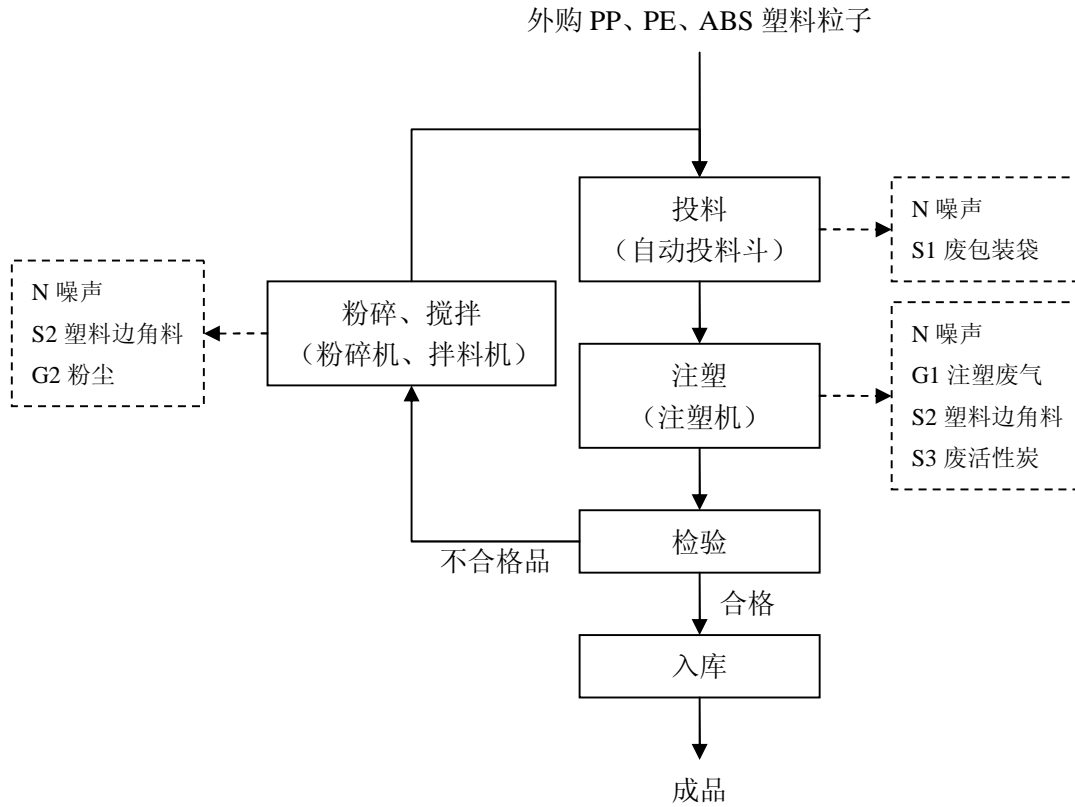 外购 PP、PE、ABS 塑料粒子
投料
（自动投料斗）
N 噪声
S1 废包装袋
N 噪声
S2 塑料边角料
G2 粉尘
粉碎、搅拌
（粉碎机、拌料机）
注塑
（注塑机）
N 噪声
G1 注塑废气
S2 塑料边角料
S3 废活性炭
不合格品
检验
合格
入库
成品